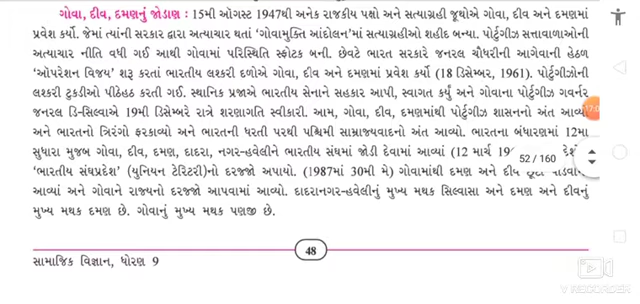 ગોવા, દીવ, દમણનું જોડાણ : 15મી ઑગસ્ટ 1947થી અનેક રાજકીય પક્ષો અને સત્યાગ્રહી જૂથોએ ગોવા, દીવ અને દમણમાં
પ્રવેશ કર્યો. જેમાં ત્યાંની સરકાર દ્વારા અત્યાચાર થતાં ‘ગોવામુક્તિ આંદોલન’માં સત્યાગ્રહીઓ શહીદ બન્યા. પોર્ટુગીઝ સત્તાવાળાઓની
અત્યાચાર નીતિ વધી ગઈ આથી ગોવામાં પરિસ્થિતિ સ્ફોટક બની. છેવટે ભારત સરકારે જનરલ ચૌધરીની આગેવાની હેઠળ
‘ઑપરેશન વિજય’ શરૂ કરતાં ભારતીય લશ્કરી દળોએ ગોવા, દીવ અને દમણમાં પ્રવેશ કર્યો (18 ડિસેમ્બર, 1961). પોર્ટુગીઝોની
લશ્કરી ટુકડીઓ પીછેહઠ કરતી ગઈ. સ્થાનિક પ્રજાએ ભારતીય સેનાને સહકાર આપી, સ્વાગત કર્યું અને ગોવાના પોર્ટુગીઝ ગવર્નર
જનરલ ડિ-સિલ્વાએ 19મી ડિસેમ્બરે રાત્રે શરણાગતિ સ્વીકારી. આમ, ગોવા, દીવ, દમણમાંથી પોર્ટુગીઝ શાસનનો અંત આવ્યો
અને ભારતનો ત્રિરંગો ફરકાવ્યો અને ભારતની ધરતી પરથી પશ્ચિમી સામ્રાજ્યવાદનો અંત આવ્યો. ભારતના બંધારણમાં 12મા
સુધારા મુજબ ગોવા, દીવ, દમણ, દાદરા, નગર-હવેલીને ભારતીય સંઘમાં જોડી દેવામાં આવ્યાં (12 માર્ચ
52 / 160
‘ભારતીય સંઘપ્રદેશ’ (યુનિયન ટેરિટરી)નો દરજ્જો અપાયો. (1987માં 30મી મે) ગોવામાંથી દમણ અને દીવ
આવ્યાં અને ગોવાને રાજ્યનો દરજ્જો આપવામાં આવ્યો. દાદરાનગર-હવેલીનું મુખ્ય મથક સિલ્વાસા અને દમણ અને દીવનું
મુખ્ય મથક દમણ છે. ગોવાનું મુખ્ય મથક પણજી છે.
48
સામાજિક વિજ્ઞાન, ધોરણ 9
V RECORDER